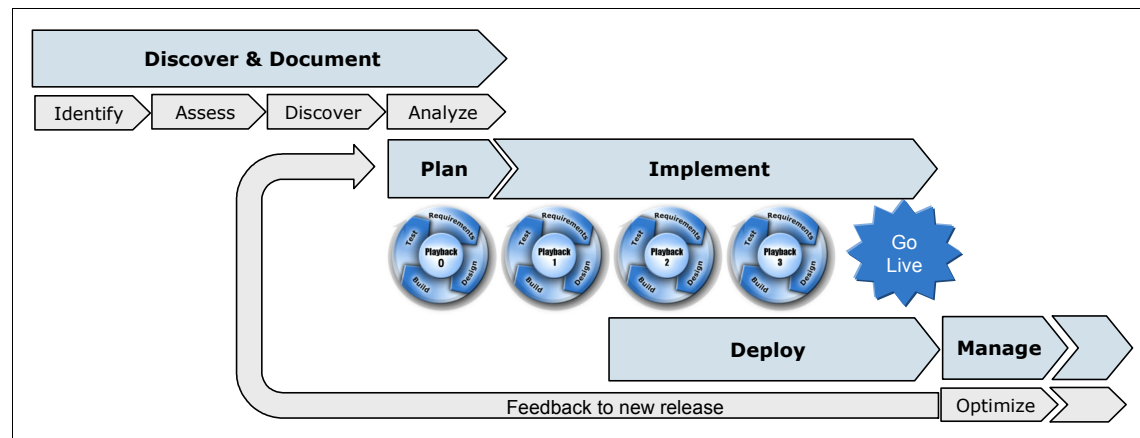 Discover & Document
Identify
Assess
Discover
Analyze
Plan
Implement
Requirements
Design
Build
Test
Playback
0
Requirements
Design
Build
Test
Playback
1
Requirements
Design
Build
Test
Playback
2
Requirements
Design
Build
Test
Playback
3
Go
Live
Deploy
Manage
Feedback to new release
Optimize